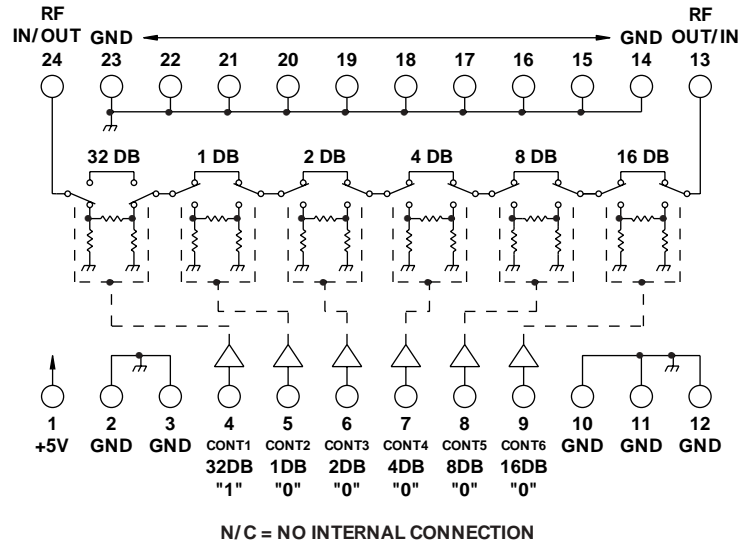 RF RF
IN/OUT GND GND OUT/IN
24 23 22 21 20 19 18 17 16 15 14 13
32 DB 1 DB 2 DB 4 DB 8 DB 16 DB
1 2 3 4 5 6 7 8 9 10 11 12
+5V GND GND CONT1 CONT2 CONT3 CONT4 CONT5 CONT6 GND GND GND
32DB 1DB 2DB 4DB 8DB 16DB
"1" "0" "0" "0" "0" "0"
N/C = NO INTERNAL CONNECTION